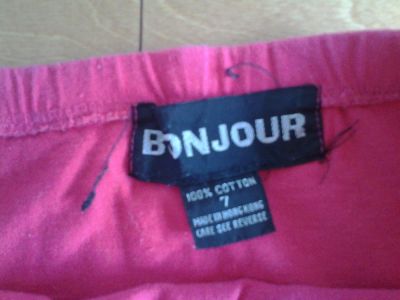 BONJOUR
100% COTTON
7
MADE IN HONG KONG
CARE SEE REVERSE